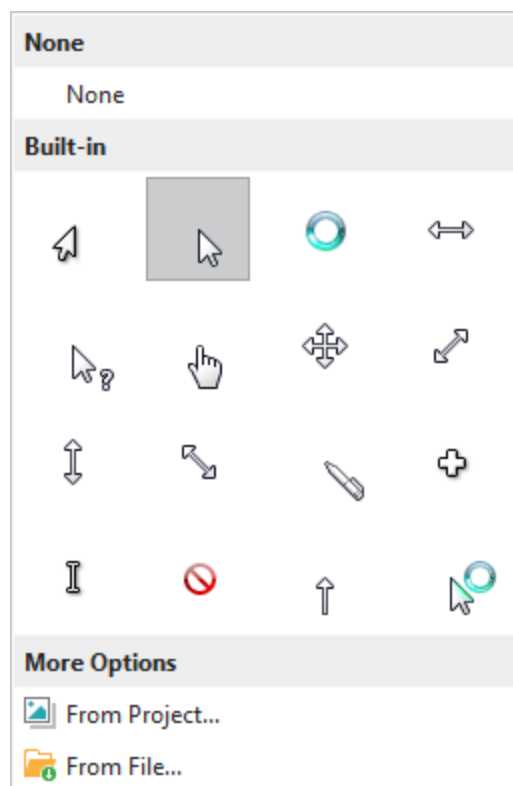 None
None
Built-in
More Options
From Project...
From File...